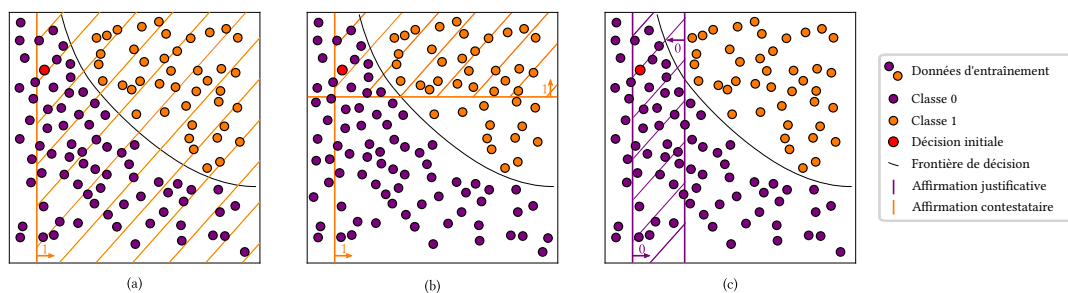 1
1
1
0
0
Données d'entraînement
Classe 0
Classe 1
Décision initiale
Frontière de décision
Affirmation justificative
Affirmation contestataire
(a)
(b)
(c)